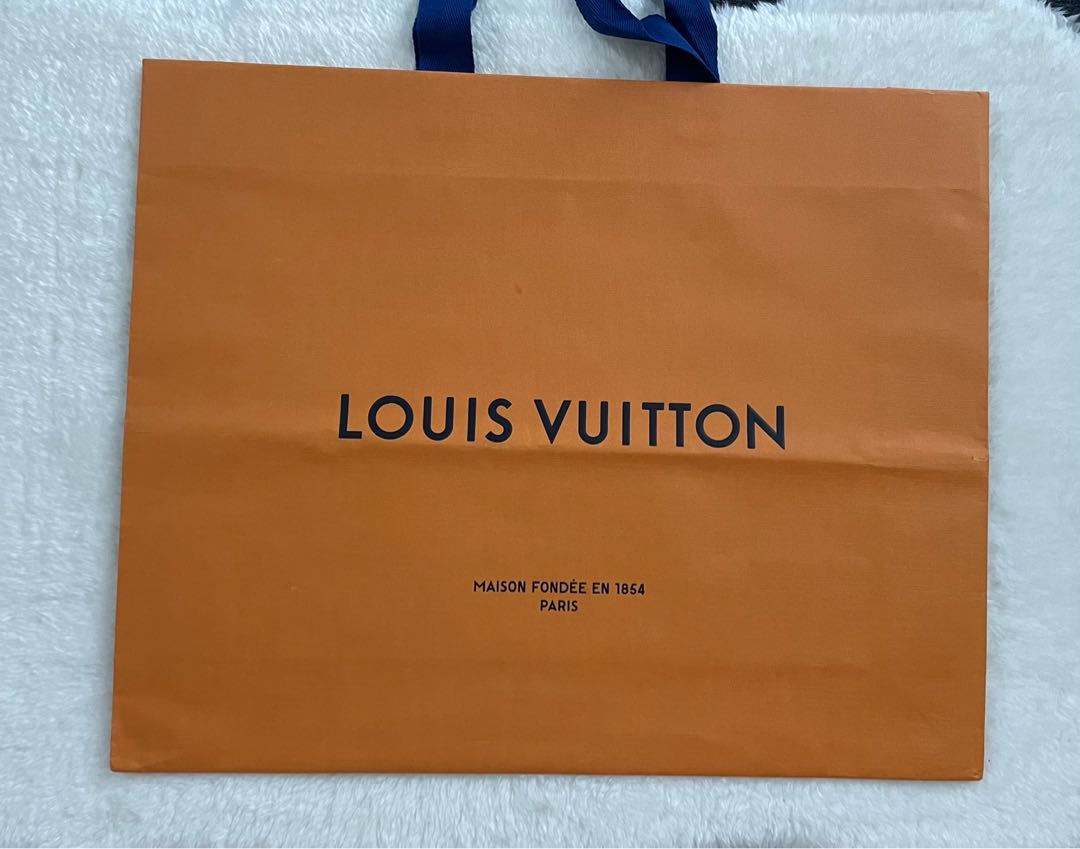 LOUIS VUITTON
MAISON FONDÉE EN 1854
PARIS